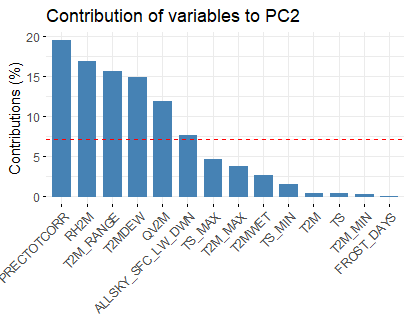 Contribution of variables to PC2
Contributions (%)
20
15
10
5
0
PRECTOTCORR
RH2M
T2M_RANGE
T2MDEW
QV2M
ALLSKY_SFC_LW_DWN
TS_MAX
T2M_MAX
T2MWET
TS_MIN
T2M
TS
T2M_MIN
FROST_DAYS